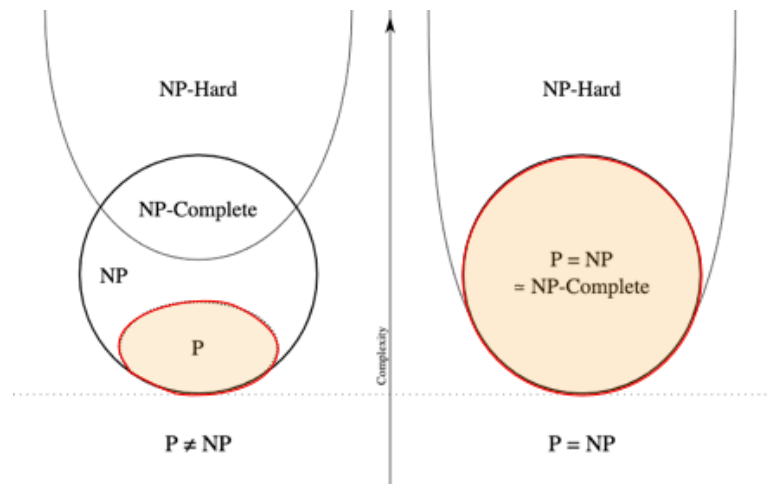 NP-Hard
NP-Complete
NP
P
P ≠ NP
Complexity
NP-Hard
P = NP
= NP-Complete
P = NP